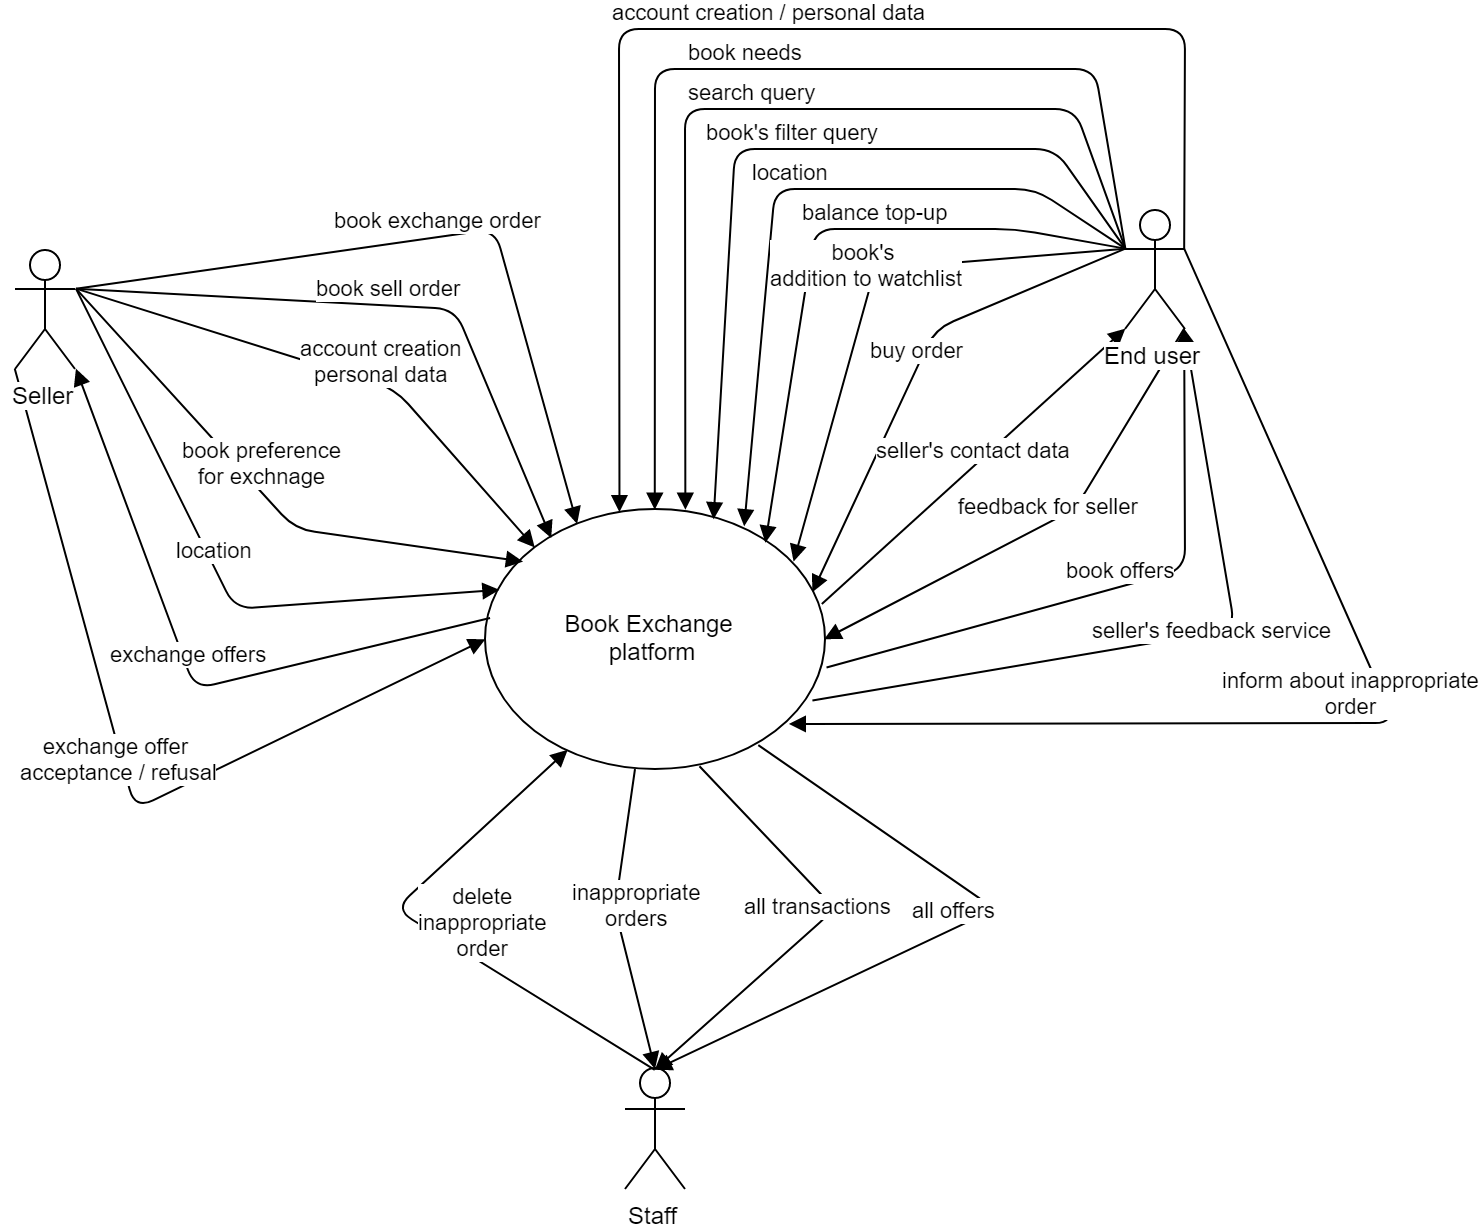 account creation / personal data
book needs
search query
book's filter query
location
balance top-up
book's
addition to watchlist
buy order
book exchange order
book sell order
account creation
personal data
book preference
for exchnage
location
exchange offers
exchange offer
acceptance / refusal
Seller
End user
seller's contact data
feedback for seller
book offers
seller's feedback service
inform about inappropriate
order
Book Exchange
platform
delete
inappropriate
order
inappropriate
orders
all transactions
all offers
Staff